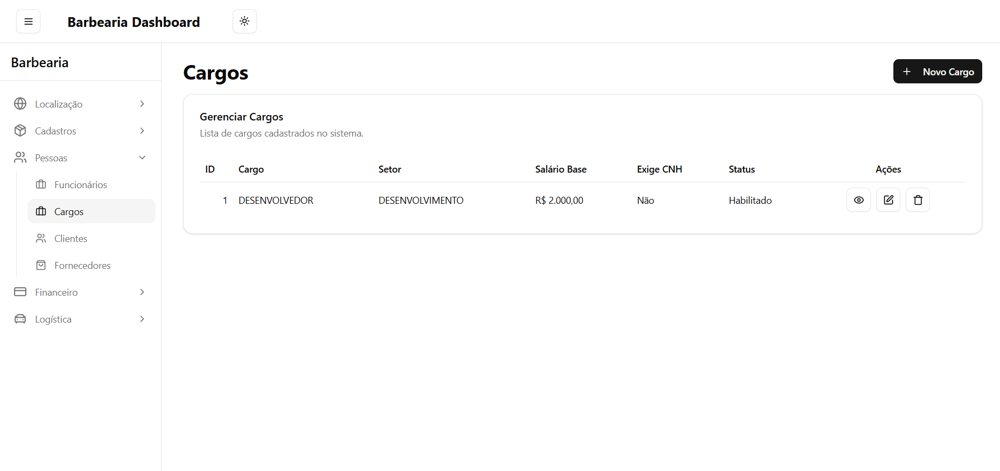 Barbearia Dashboard
Barbearia
Localização
Cadastros
Pessoas
Funcionários
Cargos
Clientes
Fornecedores
Financeiro
Logística
Cargos
Novo Cargo
Gerenciar Cargos
Lista de cargos cadastrados no sistema.
ID Cargo Setor Salário Base Exige CNH Status Ações
1 DESENVOLVEDOR DESENVOLVIMENTO R$ 2.000,00 Não Habilitado